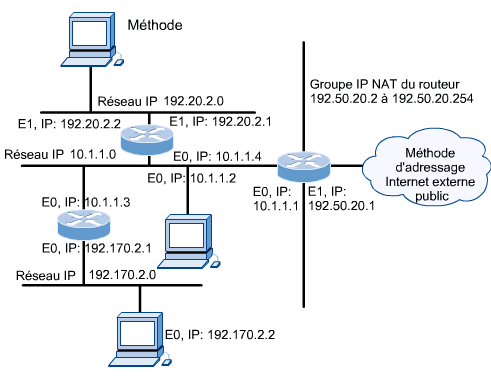 Méthode
Groupe IP NAT du routeur
192.50.20.2 à 192.50.20.254
Réseau IP 192.20.2.0
E1, IP: 192.20.2.2
E1, IP: 192.20.2.1
Réseau IP 10.1.1.0
E0, IP: 10.1.1.4
E0, IP: 10.1.1.2
Méthode
d'adressage
Internet externe
public
E0, IP:
10.1.1.1
E1, IP:
192.50.20.1
E0, IP: 10.1.1.3
E0, IP: 192.170.2.1
Réseau IP 192.170.2.0
E0, IP: 192.170.2.2